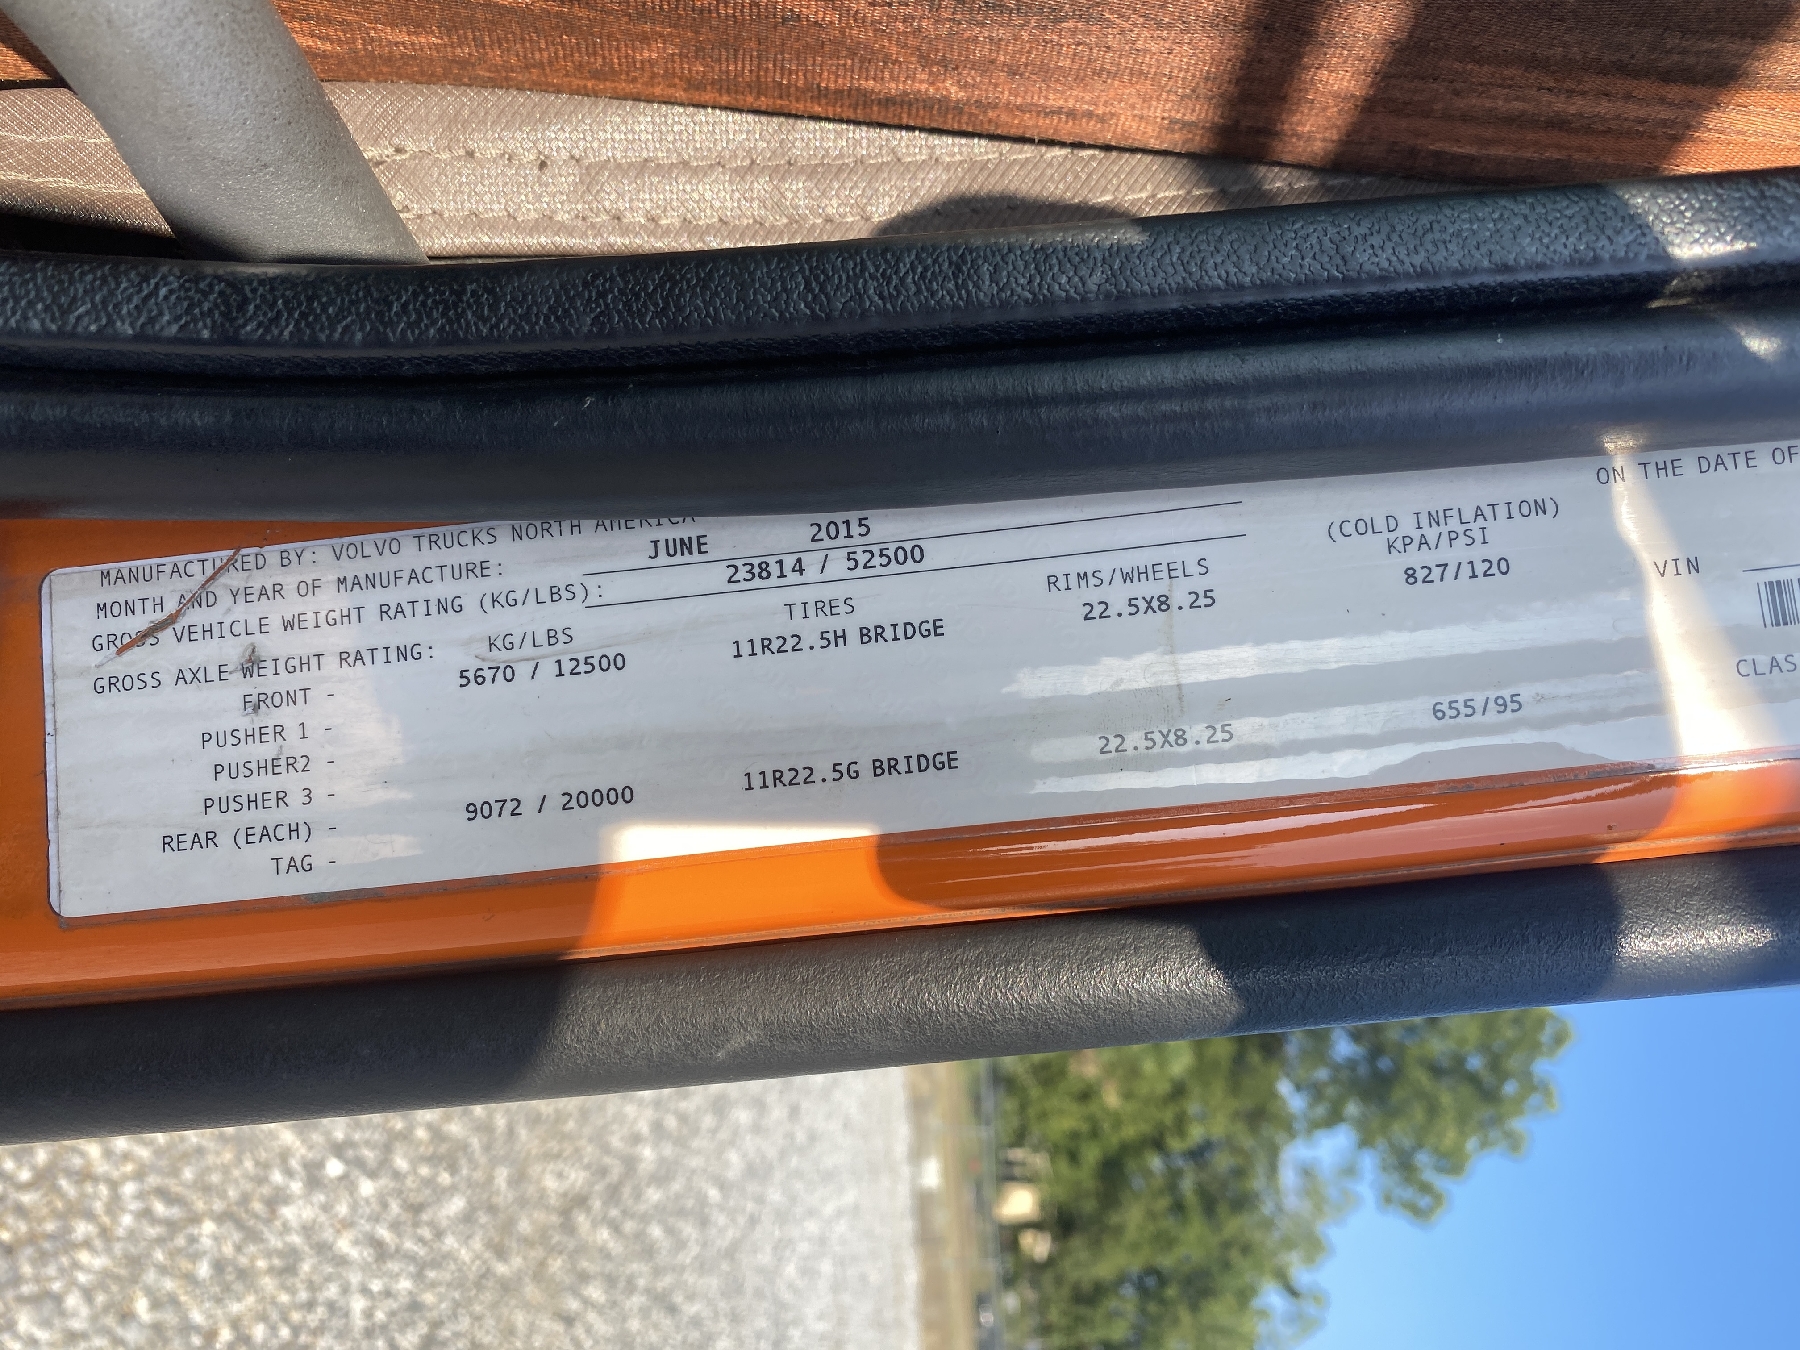 MANUFACTURED BY: VOLVO TRUCKS NORTH AMERICA
MONTH AND YEAR OF MANUFACTURE: JUNE 2015
GROSS VEHICLE WEIGHT RATING (KG/LBS): 23814 / 52500
GROSS AXLE WEIGHT RATING: KG/LBS TIRES RIMS/WHEELS (COLD INFLATION) KPA/PSI
FRONT - 5670 / 12500 11R22.5H BRIDGE 22.5X8.25 827/120
PUSHER 1 -
PUSHER2 -
PUSHER 3 -
REAR (EACH) - 9072 / 20000 11R22.5G BRIDGE 22.5X8.25 655/95
TAG -
ON THE DATE OF
VIN